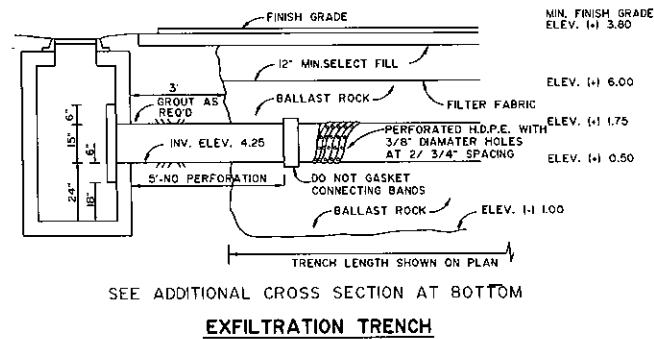 FINISH GRADE
MIN. FINISH GRADE
ELEV. (+) 3.80
12" MIN.SELECT FILL
3'
ELEV. (+) 6.00
GROUT AS
REQ'D
BALLAST ROCK
FILTER FABRIC
6"
ELEV. (+) 1.75
15"
PERFORATED H.D.P.E. WITH
3/8" DIAMATER HOLES
AT 2/ 3/4" SPACING
INV. ELEV. 4.25
6"
ELEV. (+) 0.50
5'-NO PERFORATION
DO NOT GASKET
CONNECTING BANDS
24"
18"
BALLAST ROCK
ELEV. (-) 1.00
TRENCH LENGTH SHOWN ON PLAN
SEE ADDITIONAL CROSS SECTION AT BOTTOM
EXFILTRATION TRENCH